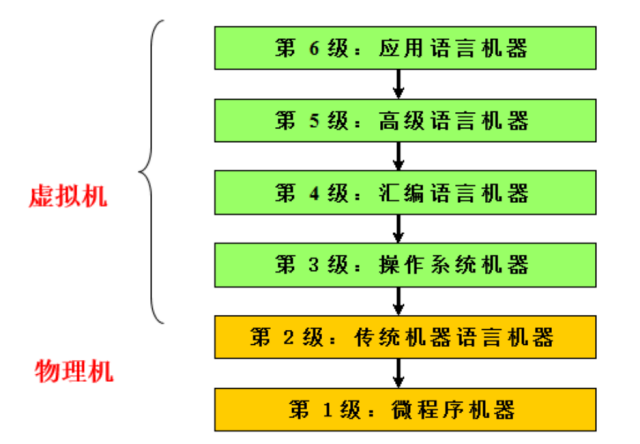 第 6 级：应用语言机器
第 5 级：高级语言机器
第 4 级：汇编语言机器
虚拟机
第 3 级：操作系统机器
第 2 级：传统机器语言机器
物理机
第 1 级：微程序机器